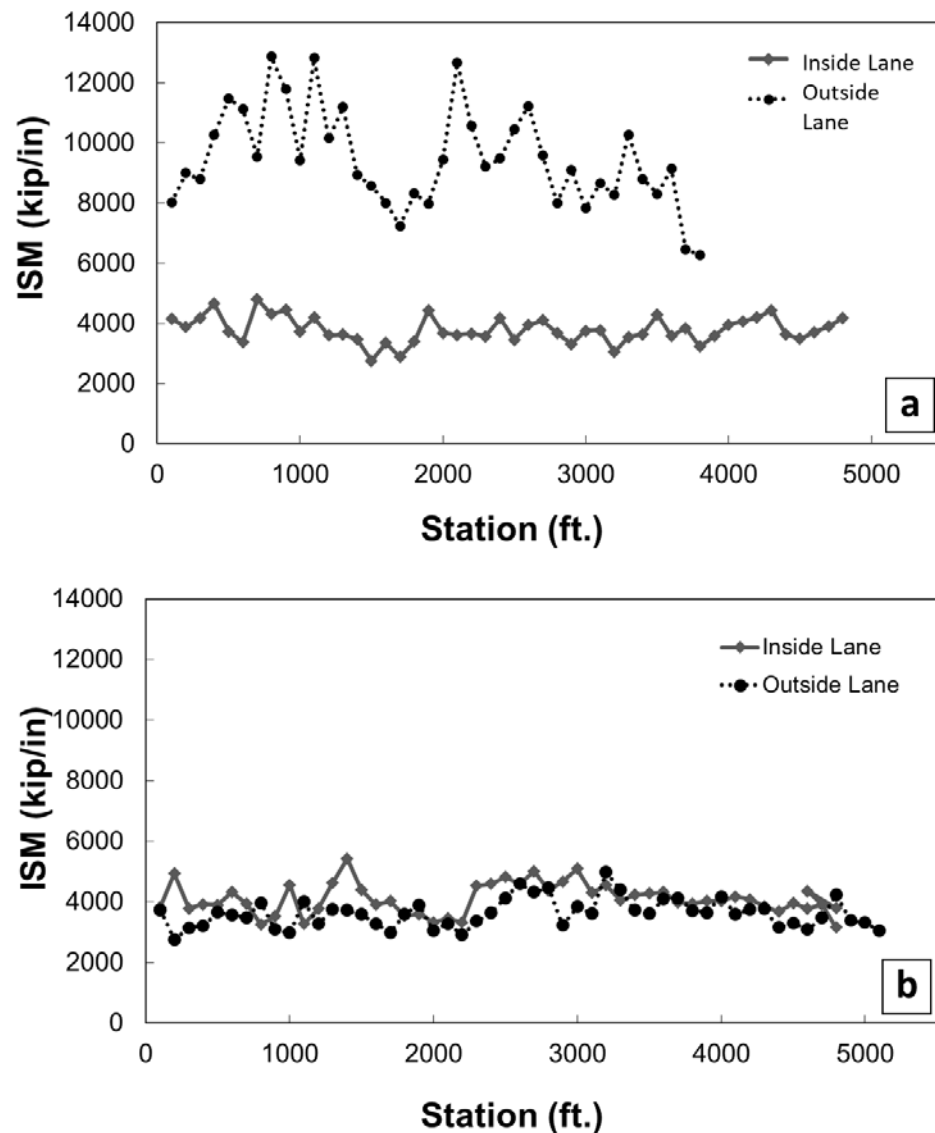 14000
12000
10000
8000
6000
4000
2000
0
ISM (kip/in)
Inside Lane
Outside
Lane
a
0 1000 2000 3000 4000 5000
Station (ft.)
14000
12000
10000
8000
6000
4000
2000
0
ISM (kip/in)
Inside Lane
Outside Lane
b
0 1000 2000 3000 4000 5000
Station (ft.)